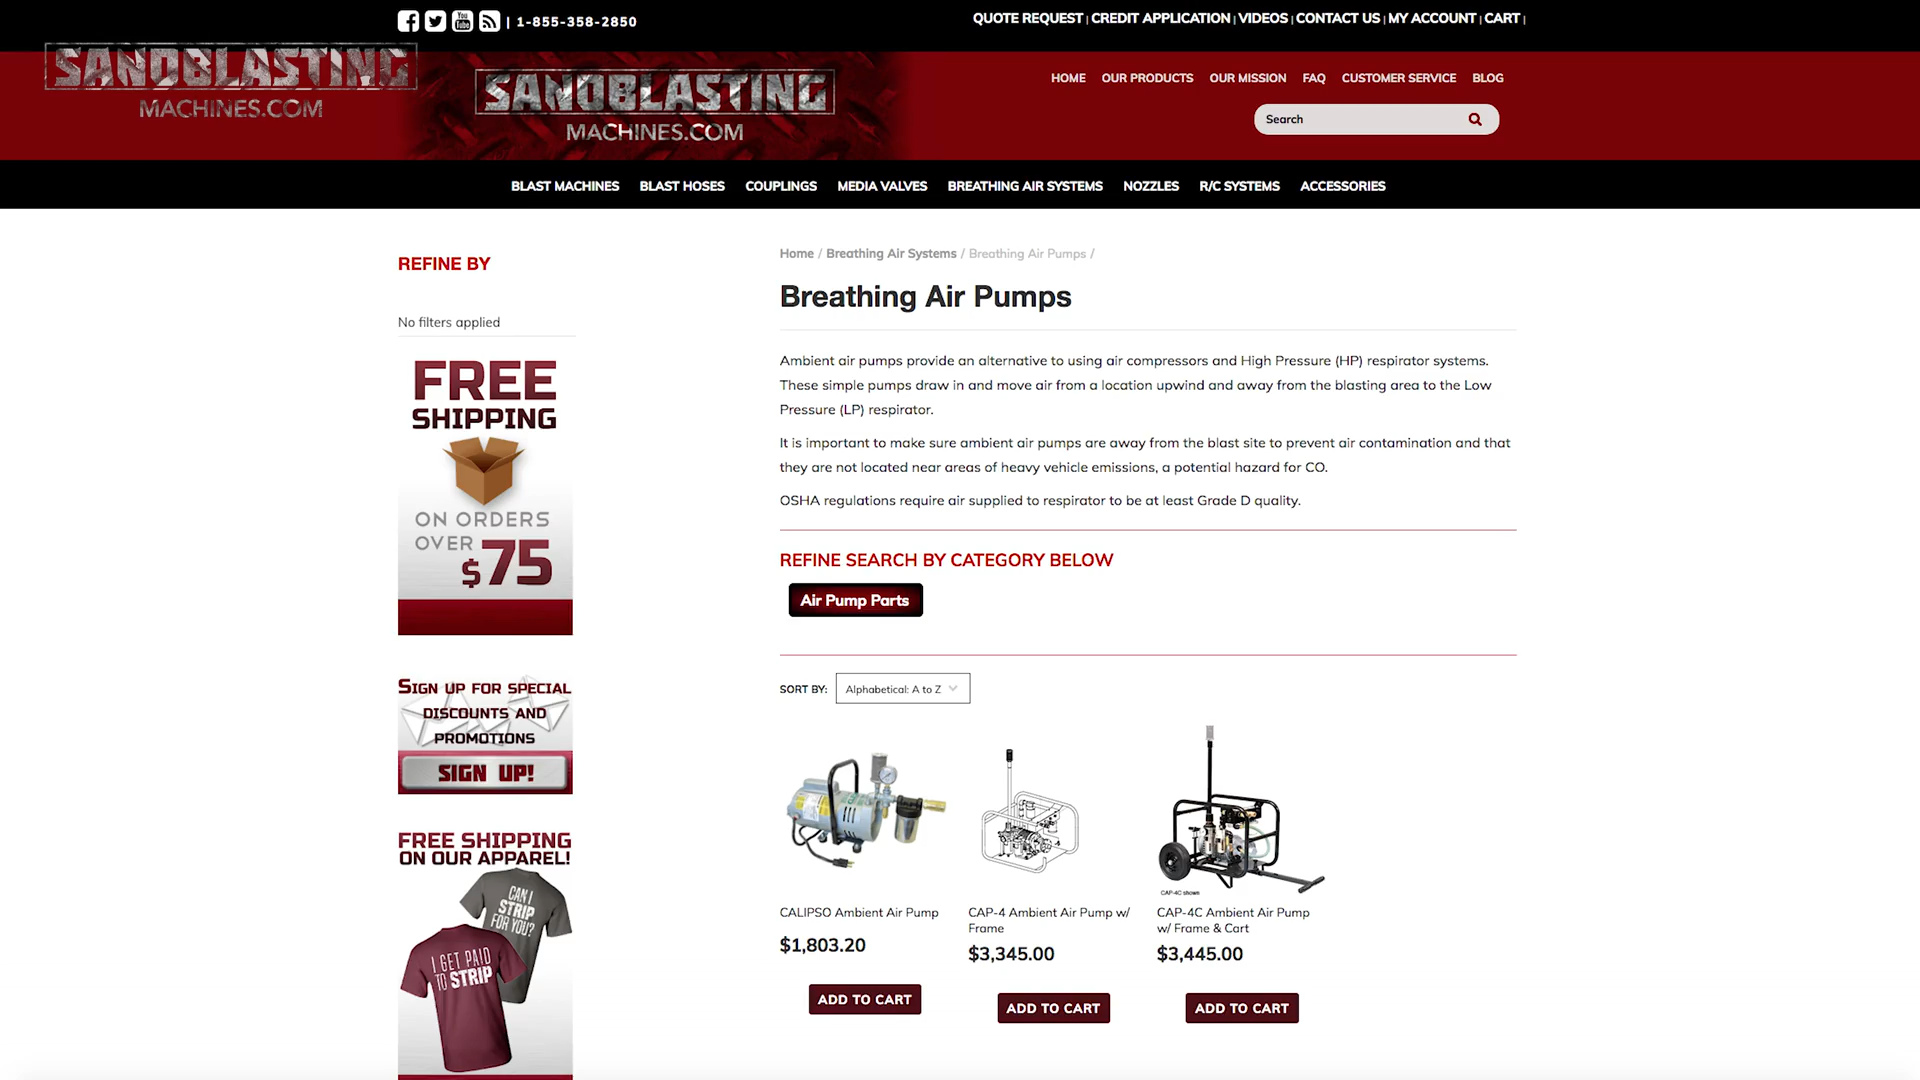 | 1-855-358-2850
QUOTE REQUEST | CREDIT APPLICATION | VIDEOS | CONTACT US | MY ACCOUNT | CART |
SANDBLASTING
MACHINES.COM
SANDBLASTING
MACHINES.COM
HOME OUR PRODUCTS OUR MISSION FAQ CUSTOMER SERVICE BLOG
Search
BLAST MACHINES BLAST HOSES COUPLINGS MEDIA VALVES BREATHING AIR SYSTEMS NOZZLES R/C SYSTEMS ACCESSORIES
REFINE BY
No filters applied
FREE
SHIPPING
ON ORDERS
OVER $75
SIGN UP FOR SPECIAL
DISCOUNTS AND
PROMOTIONS
SIGN UP!
FREE SHIPPING
ON OUR APPAREL!
CAN I
STRIP
FOR YOU?
I GET PAID
TO STRIP
Home / Breathing Air Systems / Breathing Air Pumps /
Breathing Air Pumps
Ambient air pumps provide an alternative to using air compressors and High Pressure (HP) respirator systems.
These simple pumps draw in and move air from a location upwind and away from the blasting area to the Low
Pressure (LP) respirator.
It is important to make sure ambient air pumps are away from the blast site to prevent air contamination and that
they are not located near areas of heavy vehicle emissions, a potential hazard for CO.
OSHA regulations require air supplied to respirator to be at least Grade D quality.
REFINE SEARCH BY CATEGORY BELOW
Air Pump Parts
SORT BY: Alphabetical: A to Z
CAP-4C shown
CALIPSO Ambient Air Pump
$1,803.20
ADD TO CART
CAP-4 Ambient Air Pump w/
Frame
$3,345.00
ADD TO CART
CAP-4C Ambient Air Pump
w/ Frame & Cart
$3,445.00
ADD TO CART